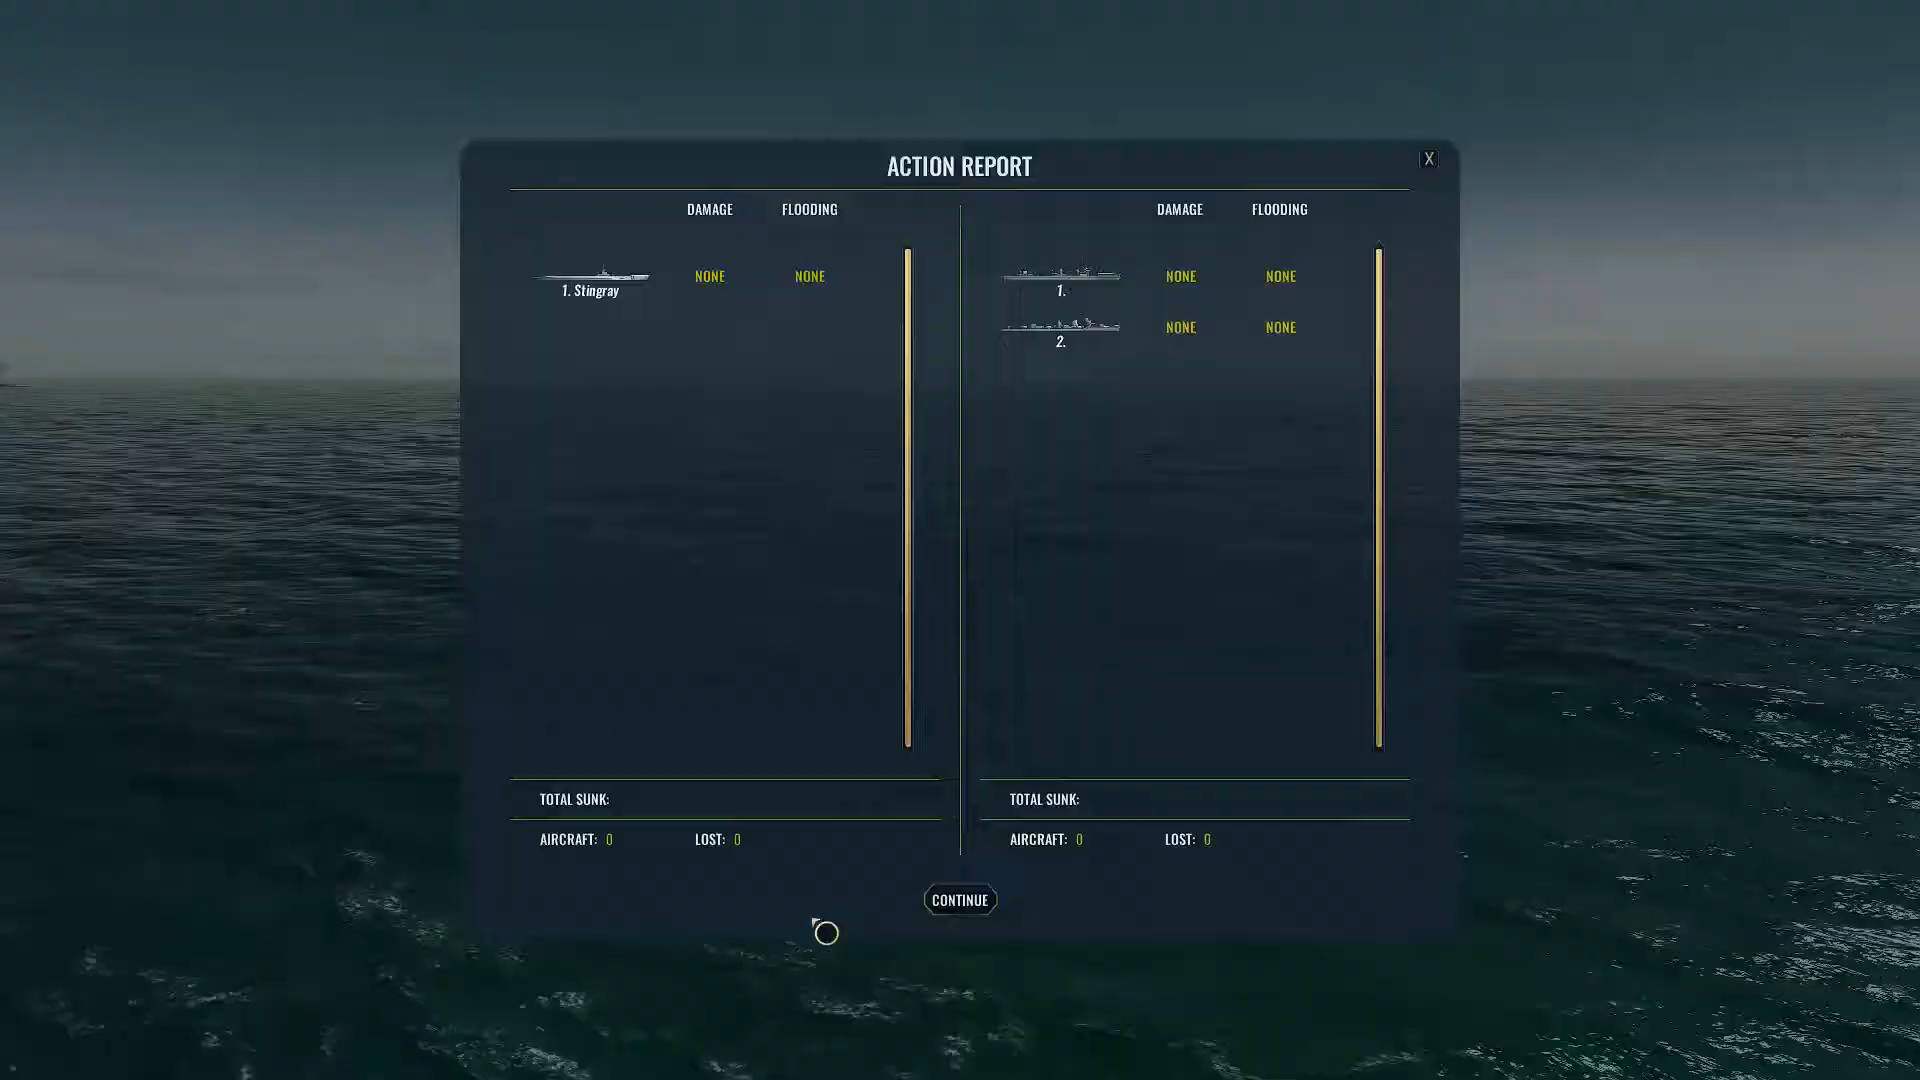 ACTION REPORT
X
DAMAGE FLOODING
NONE NONE
1. Stingray
TOTAL SUNK:
AIRCRAFT: 0 LOST: 0
DAMAGE FLOODING
NONE NONE
1.
NONE NONE
2.
TOTAL SUNK:
AIRCRAFT: 0 LOST: 0
CONTINUE